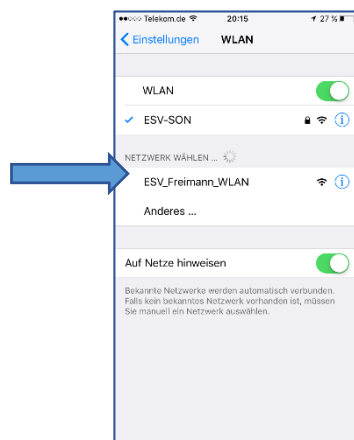 Telekom.de 20:15 27 %
Einstellungen WLAN
WLAN
ESV-SON
NETZWERK WÄHLEN ...
ESV_Freimann_WLAN
Anderes ...
Auf Netze hinweisen
Bekannte Netzwerke werden automatisch verbunden.
Falls kein bekanntes Netzwerk vorhanden ist, müssen
Sie manuell ein Netzwerk auswählen.